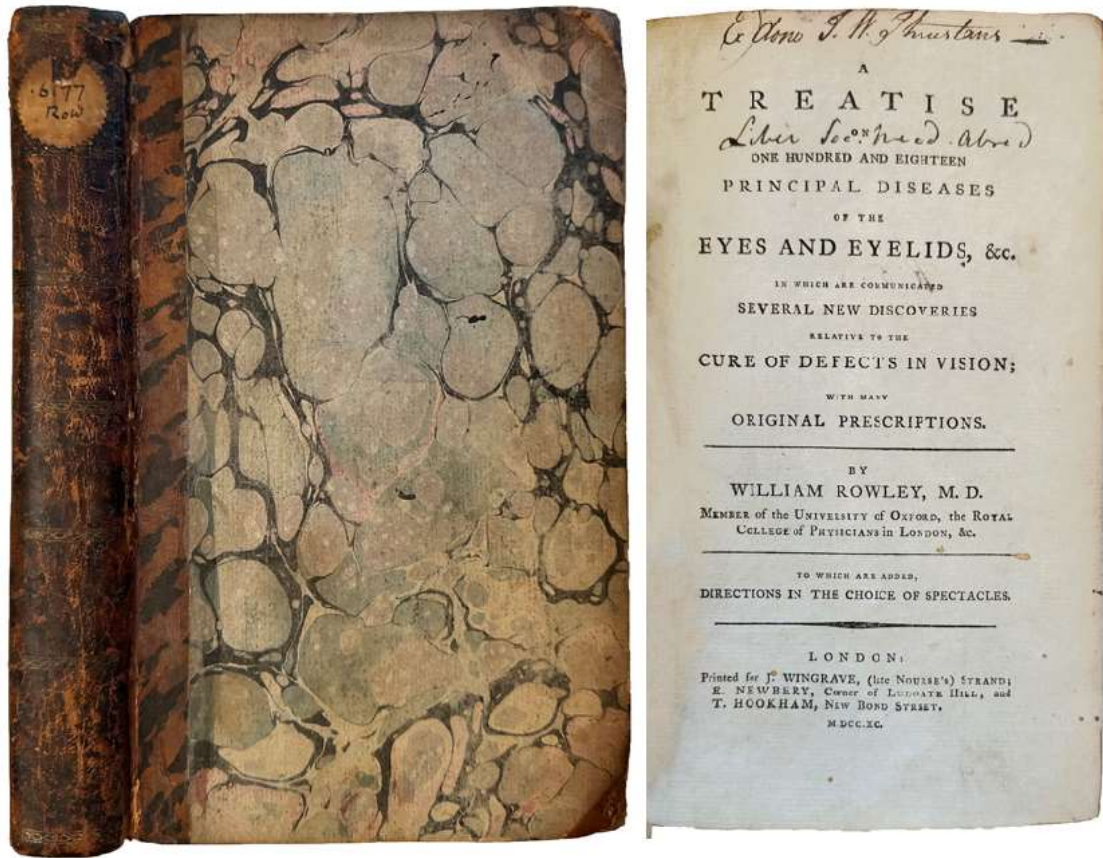 .6177
Row
Ex dono J. W.
A
TREATISE
ON
Liber Soc: Med. Abred
ONE HUNDRED AND EIGHTEEN
PRINCIPAL DISEASES
OF THE
EYES AND EYELIDS, &c.
IN WHICH ARE COMMUNICATED
SEVERAL NEW DISCOVERIES
RELATIVE TO THE
CURE OF DEFECTS IN VISION;
WITH MANY
ORIGINAL PRESCRIPTIONS.
BY
WILLIAM ROWLEY, M. D.
MEMBER of the UNIVERSITY of OXFORD, the ROYAL
COLLEGE of PHYSICIANS in LONDON, &c.
TO WHICH ARE ADDED,
DIRECTIONS IN THE CHOICE OF SPECTACLES.
LONDON:
Printed for J. WINGRAVE, (late NOURSE's) STRAND;
E. NEWBERY, Corner of LUDGATE HILL; and
T. HOOKHAM, NEW BOND STREET.
M DCC.XC.